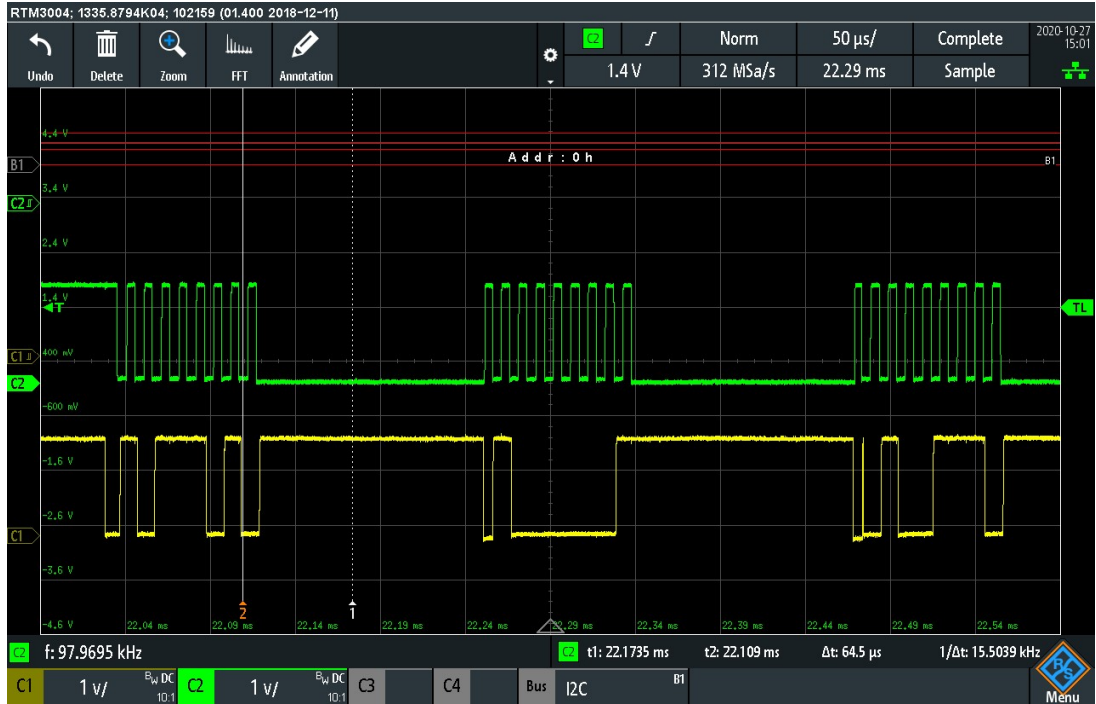 RTM3004; 1335.8794K04; 102159 (01.400 2018-12-11)
Undo Delete Zoom FFT Annotation
C2 Norm 50 µs/ Complete
2020-10-27
15:01
1.4 V 312 MSa/s 22.29 ms Sample
4.4 V
Addr:0h
B1 B1
3.4 V
C2
2.4 V
1.4 V
T TL
C1 400 mV
C2
-600 mV
-1.6 V
-2.6 V
C1
-3.6 V
2 1
-4.6 V 22.04 ms 22.09 ms 22.14 ms 22.19 ms 22.24 ms 22.29 ms 22.34 ms 22.39 ms 22.44 ms 22.49 ms 22.54 ms
C2 f: 97.9695 kHz C2 t1: 22.1735 ms t2: 22.109 ms Δt: 64.5 µs 1/Δt: 15.5039 kHz
C1 1 V/ BW DC 10:1 C2 1 V/ BW DC 10:1 C3 C4 Bus I2C B1
R&S
Menu